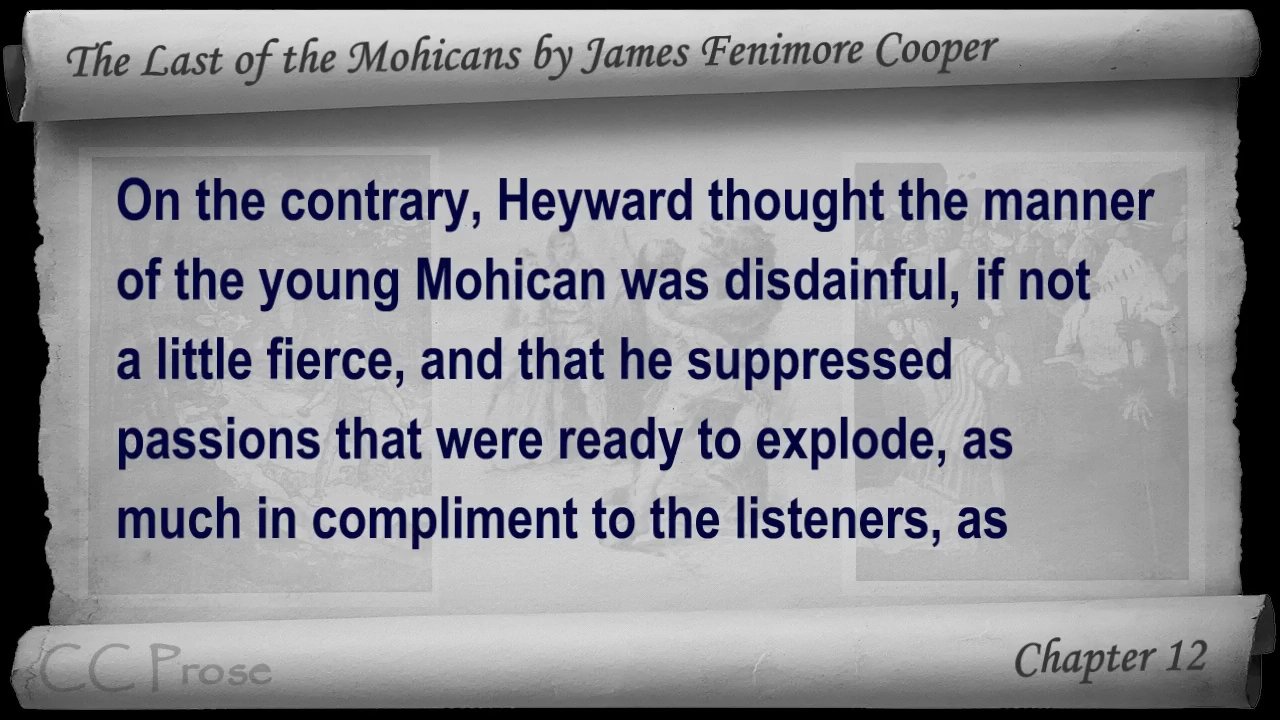 The Last of the Mohicans by James Fenimore Cooper
On the contrary, Heyward thought the manner
of the young Mohican was disdainful, if not
a little fierce, and that he suppressed
passions that were ready to explode, as
much in compliment to the listeners, as
CC Prose
Chapter 12